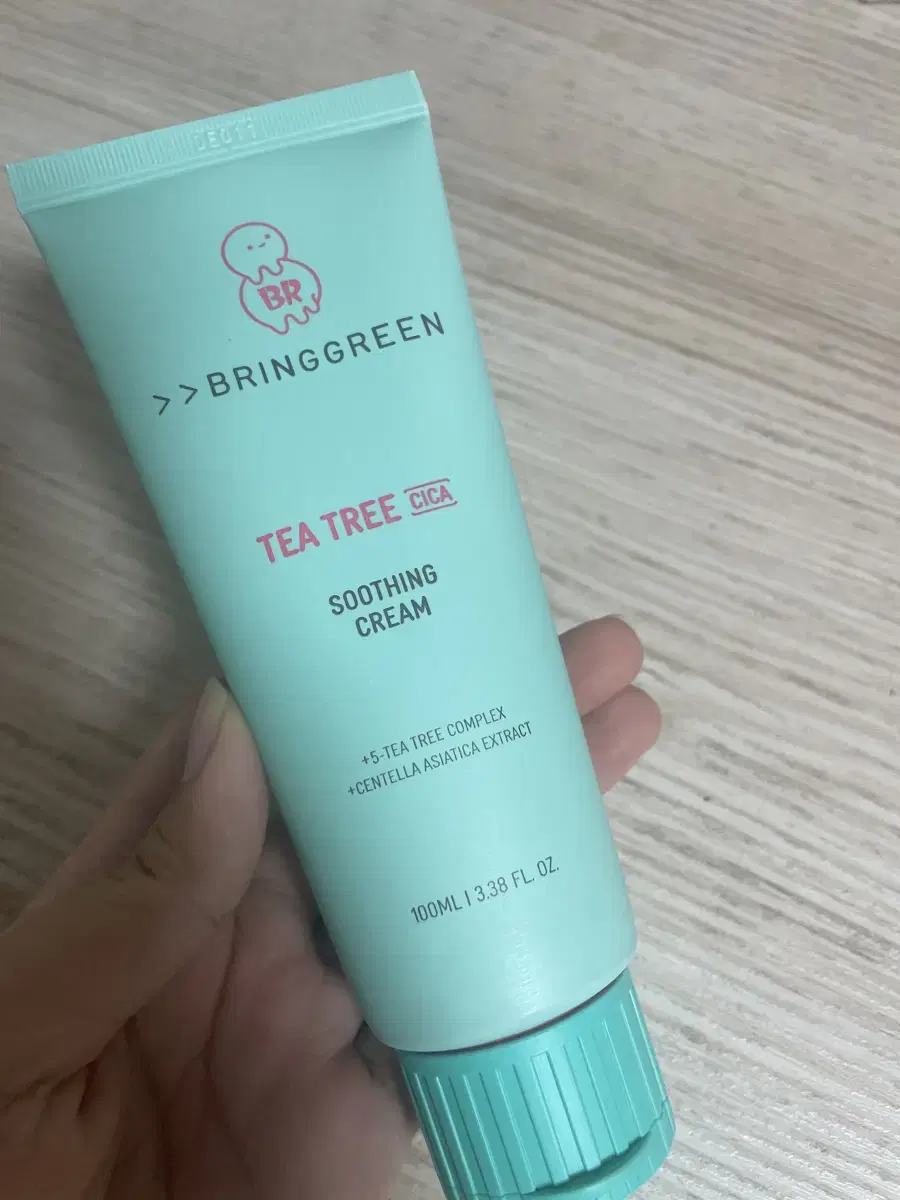 BR
>>BRINGGREEN
TEA TREE CICA
SOOTHING
CREAM
+5-TEA TREE COMPLEX
+CENTELLA ASIATICA EXTRACT
100ML | 3.38 FL. OZ.